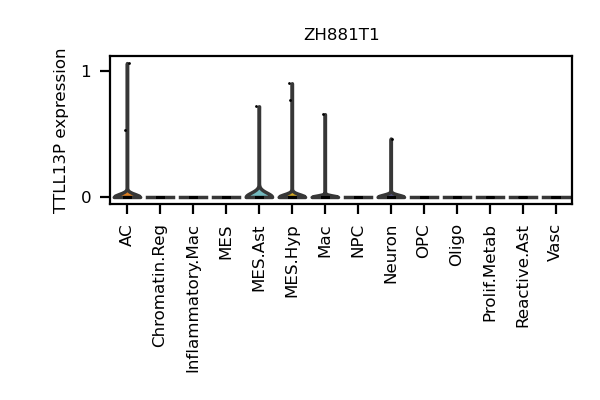 ZH881T1
TTLL13P expression
1
0
AC
Chromatin.Reg
Inflammatory.Mac
MES
MES.Ast
MES.Hyp
Mac
NPC
Neuron
OPC
Oligo
Prolif.Metab
Reactive.Ast
Vasc